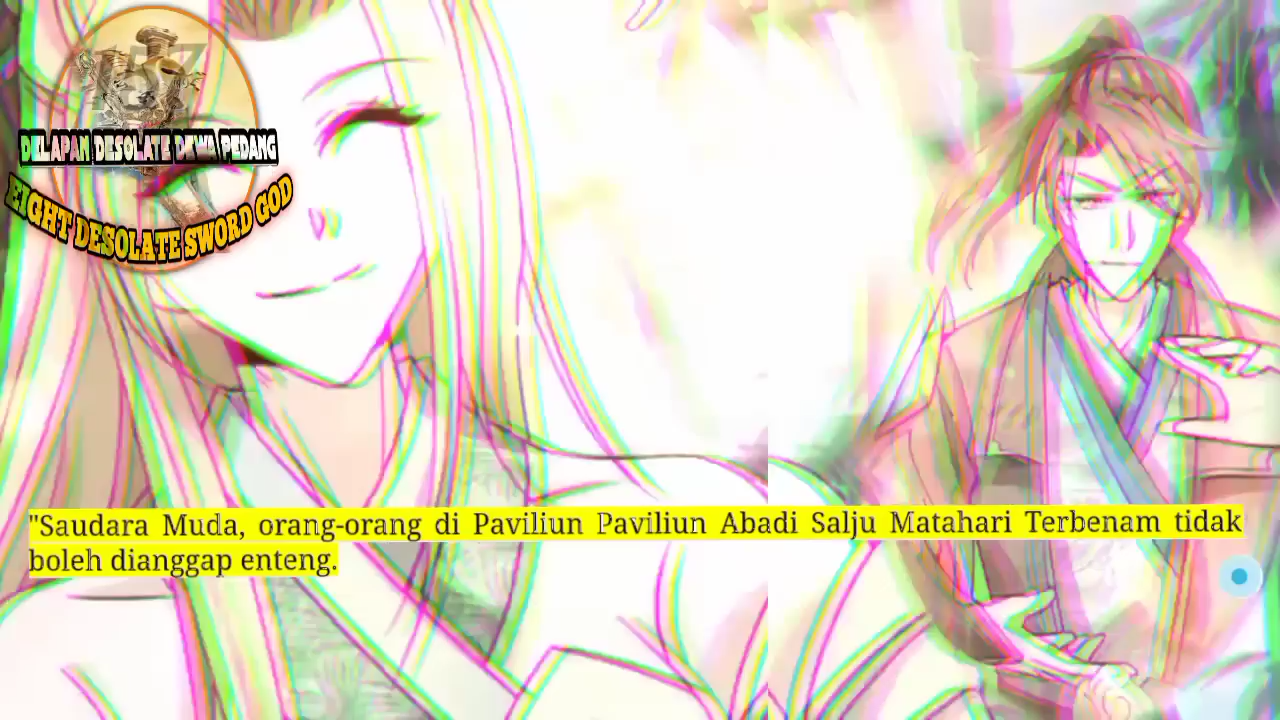 157
DELAPAN DESOLATE DEWA PEDANG
EIGHT DESOLATE SWORD GOD
"Saudara Muda, orang-orang di Paviliun Paviliun Abadi Salju Matahari Terbenam tidak
boleh dianggap enteng.